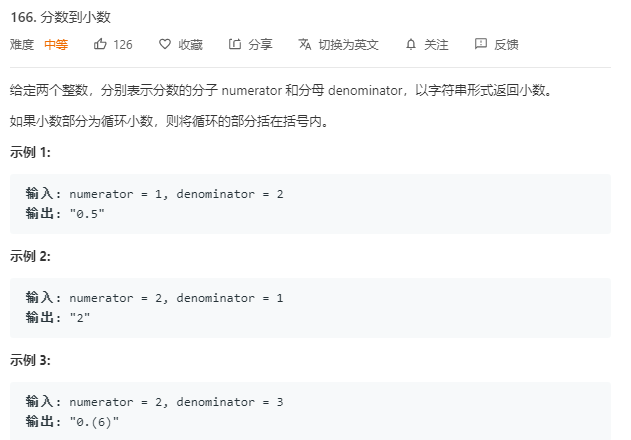 166. 分数到小数
难度 中等 126 收藏 分享 切换为英文 关注 反馈
给定两个整数，分别表示分数的分子 numerator 和分母 denominator，以字符串形式返回小数。
如果小数部分为循环小数，则将循环的部分括在括号内。
示例 1:
输入: numerator = 1, denominator = 2
输出: "0.5"
示例 2:
输入: numerator = 2, denominator = 1
输出: "2"
示例 3:
输入: numerator = 2, denominator = 3
输出: "0.(6)"